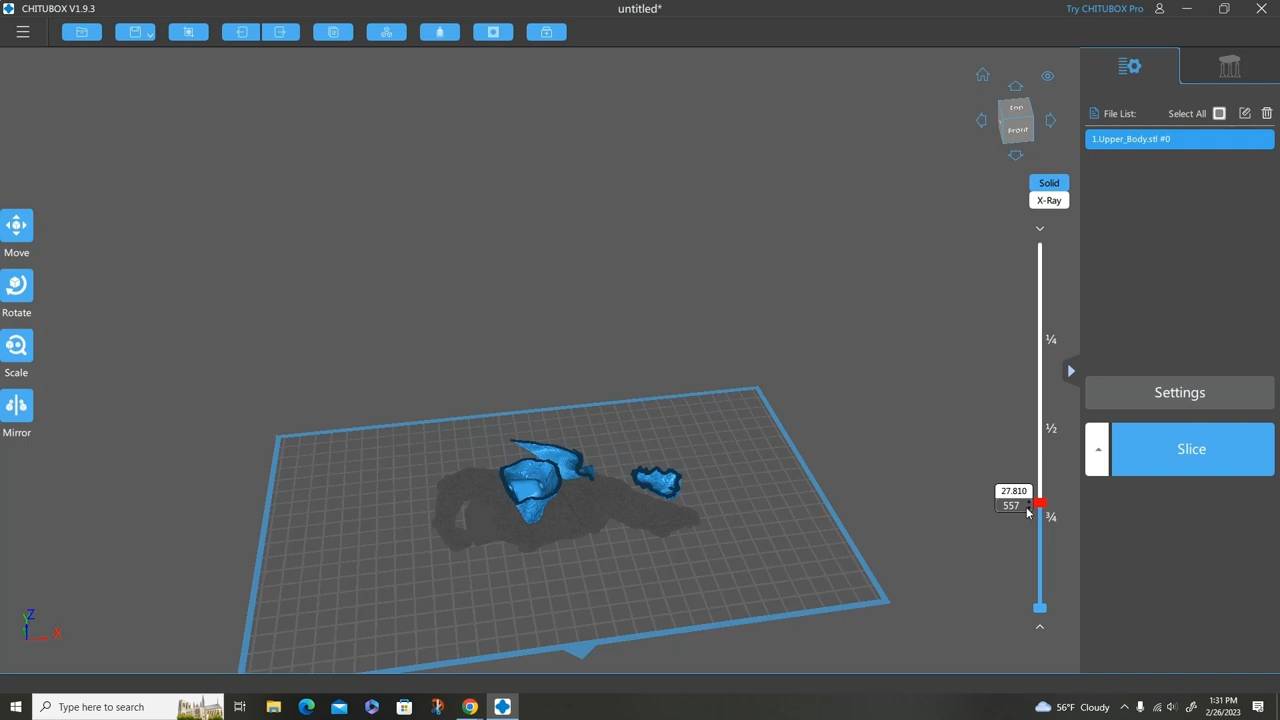 CHITUBOX V1.9.3
untitled*
Try CHITUBOX Pro
File List:
Select All
1.Upper_Body.stl #0
Top
Front
Solid
X-Ray
Move
Rotate
Scale
Mirror
¼
½
¾
27.810
557
Settings
Slice
Z
Y
X
Type here to search
56°F Cloudy
1:31 PM
2/26/2023